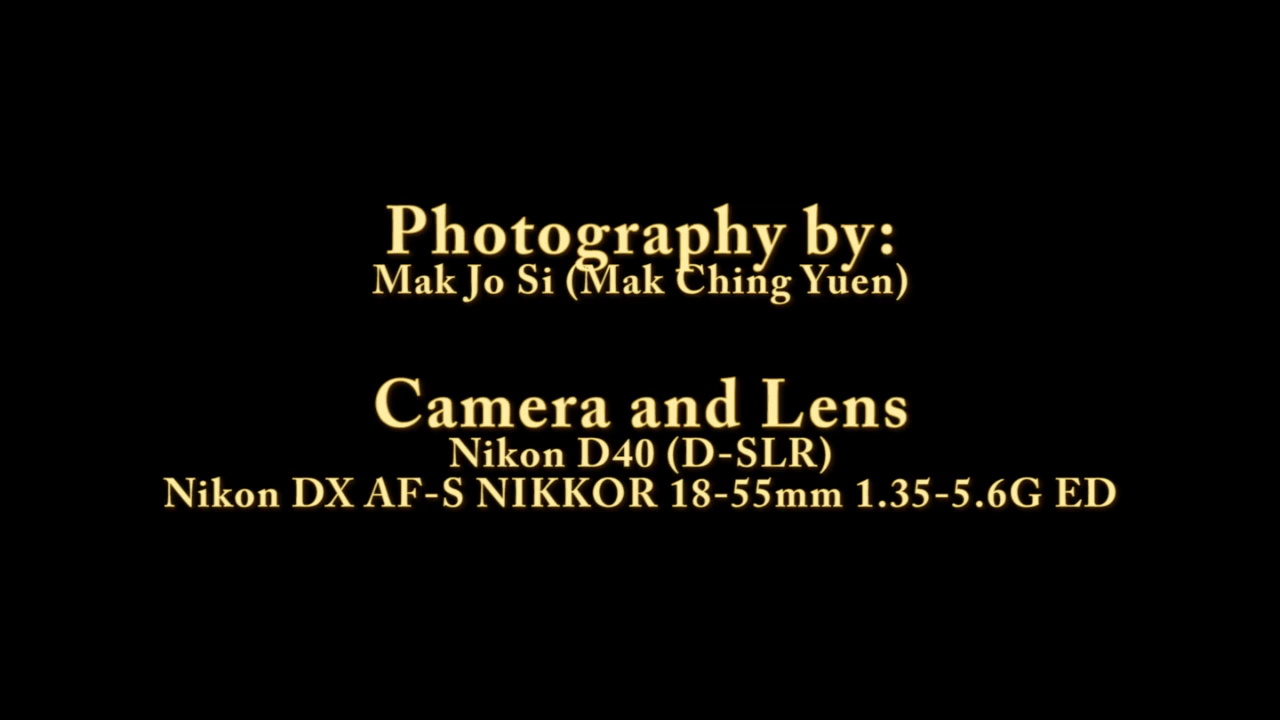 Photography by:
Mak Jo Si (Mak Ching Yuen)
Camera and Lens
Nikon D40 (D-SLR)
Nikon DX AF-S NIKKOR 18-55mm 1.35-5.6G ED